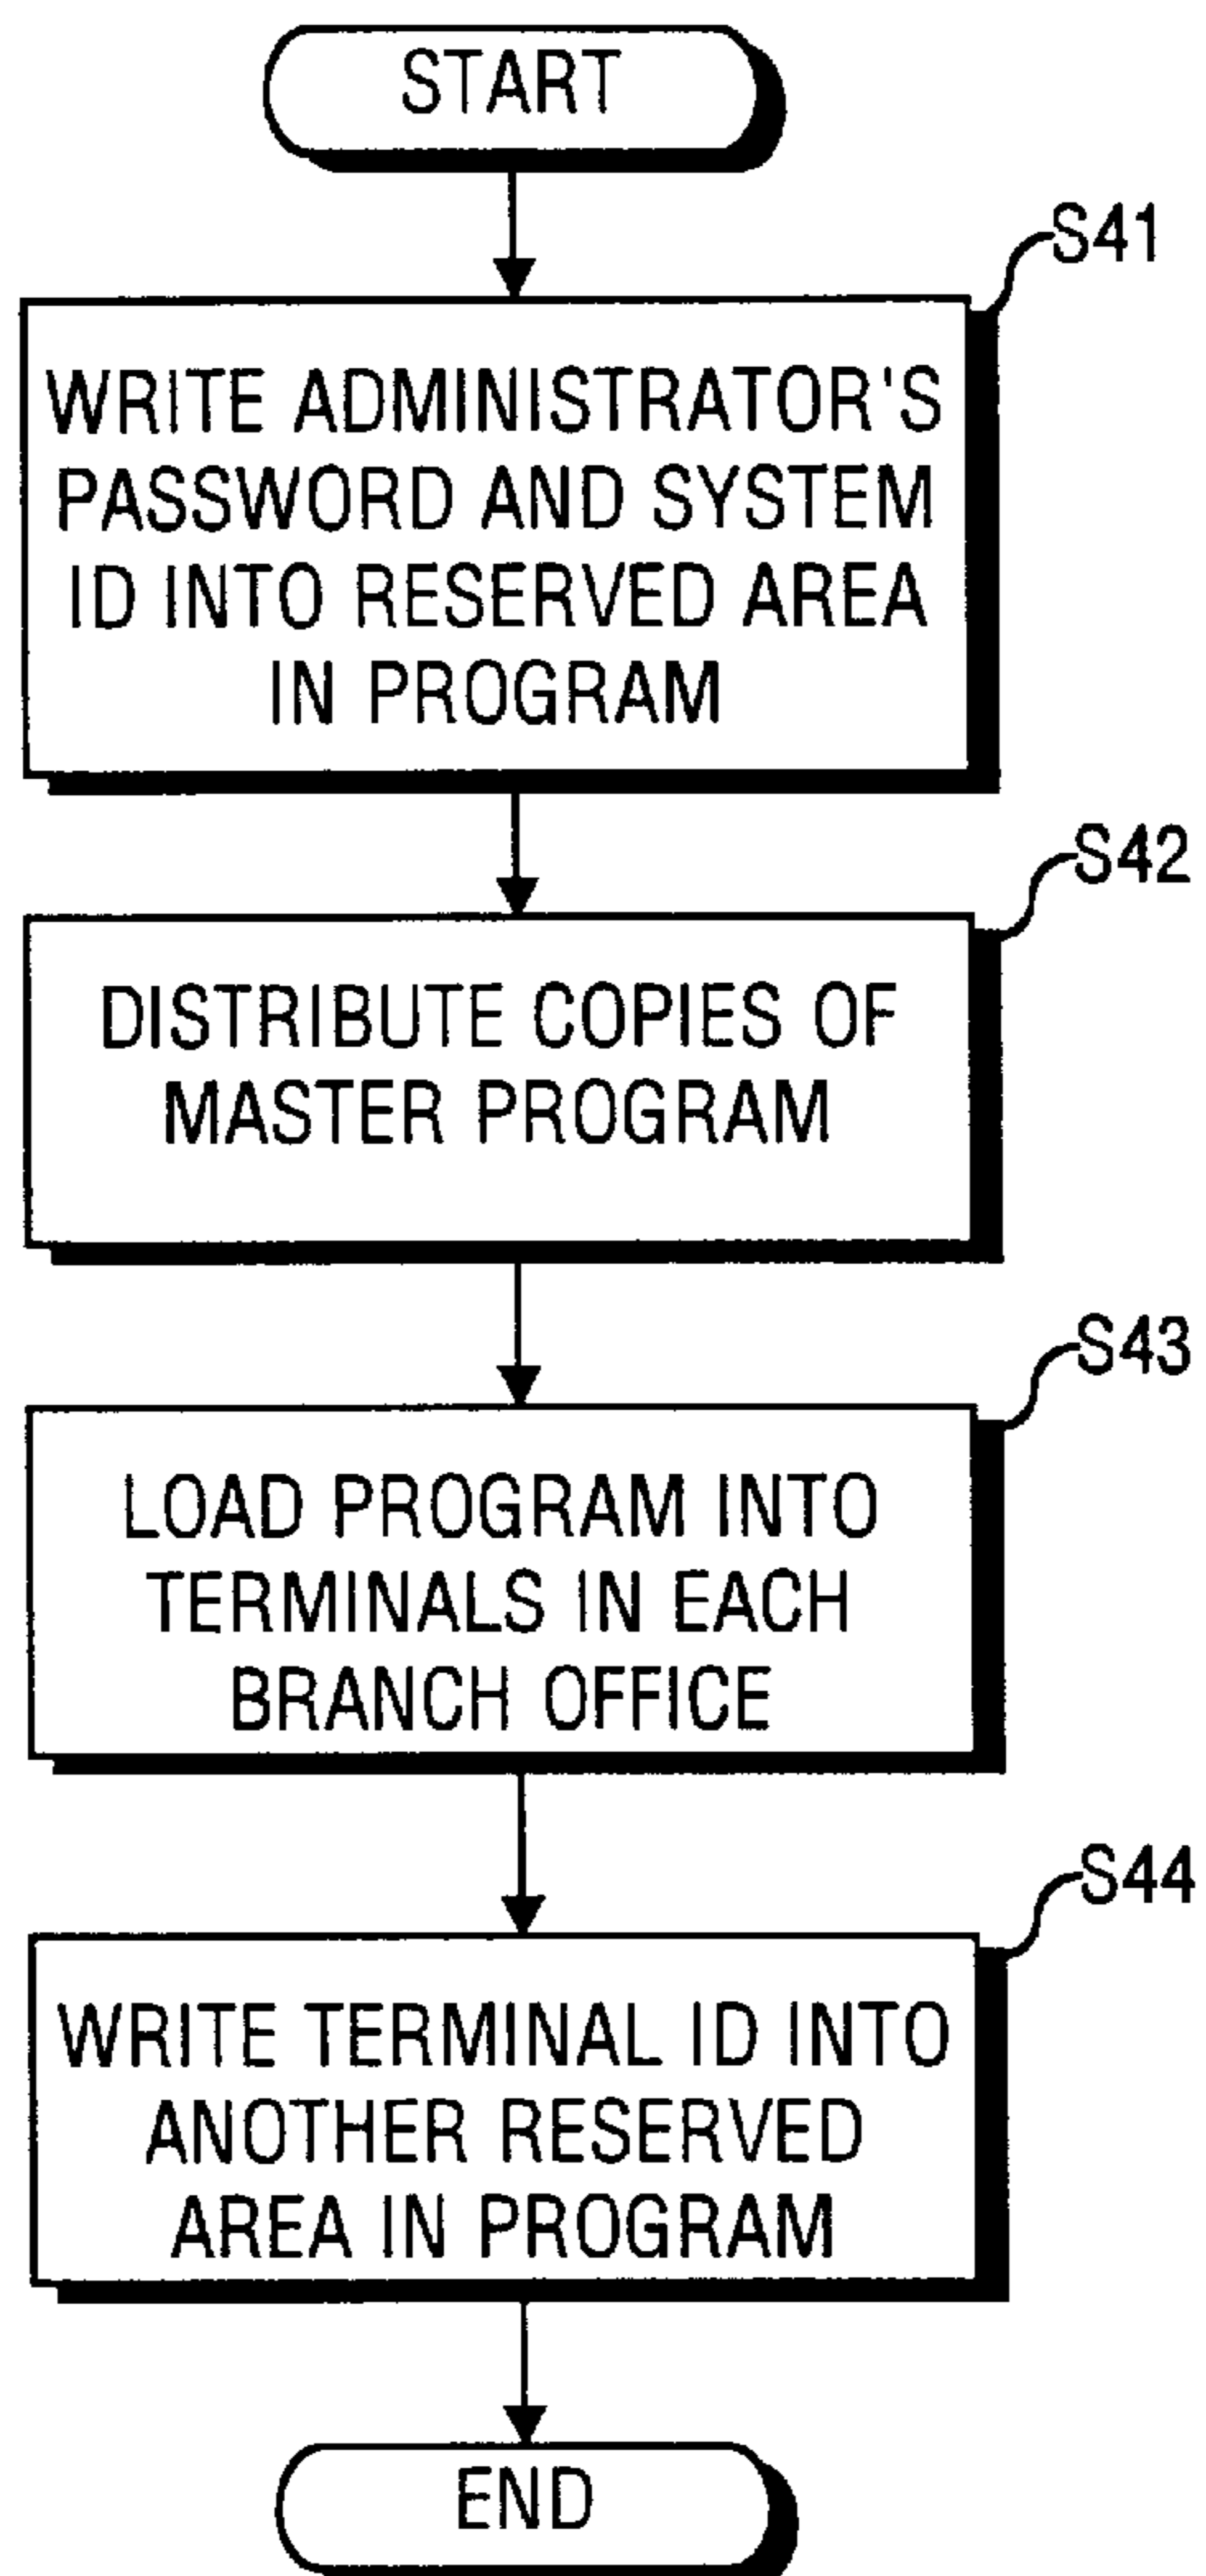 START
S41
WRITE ADMINISTRATOR'S
PASSWORD AND SYSTEM
ID INTO RESERVED AREA
IN PROGRAM
S42
DISTRIBUTE COPIES OF
MASTER PROGRAM
S43
LOAD PROGRAM INTO
TERMINALS IN EACH
BRANCH OFFICE
S44
WRITE TERMINAL ID INTO
ANOTHER RESERVED
AREA IN PROGRAM
END